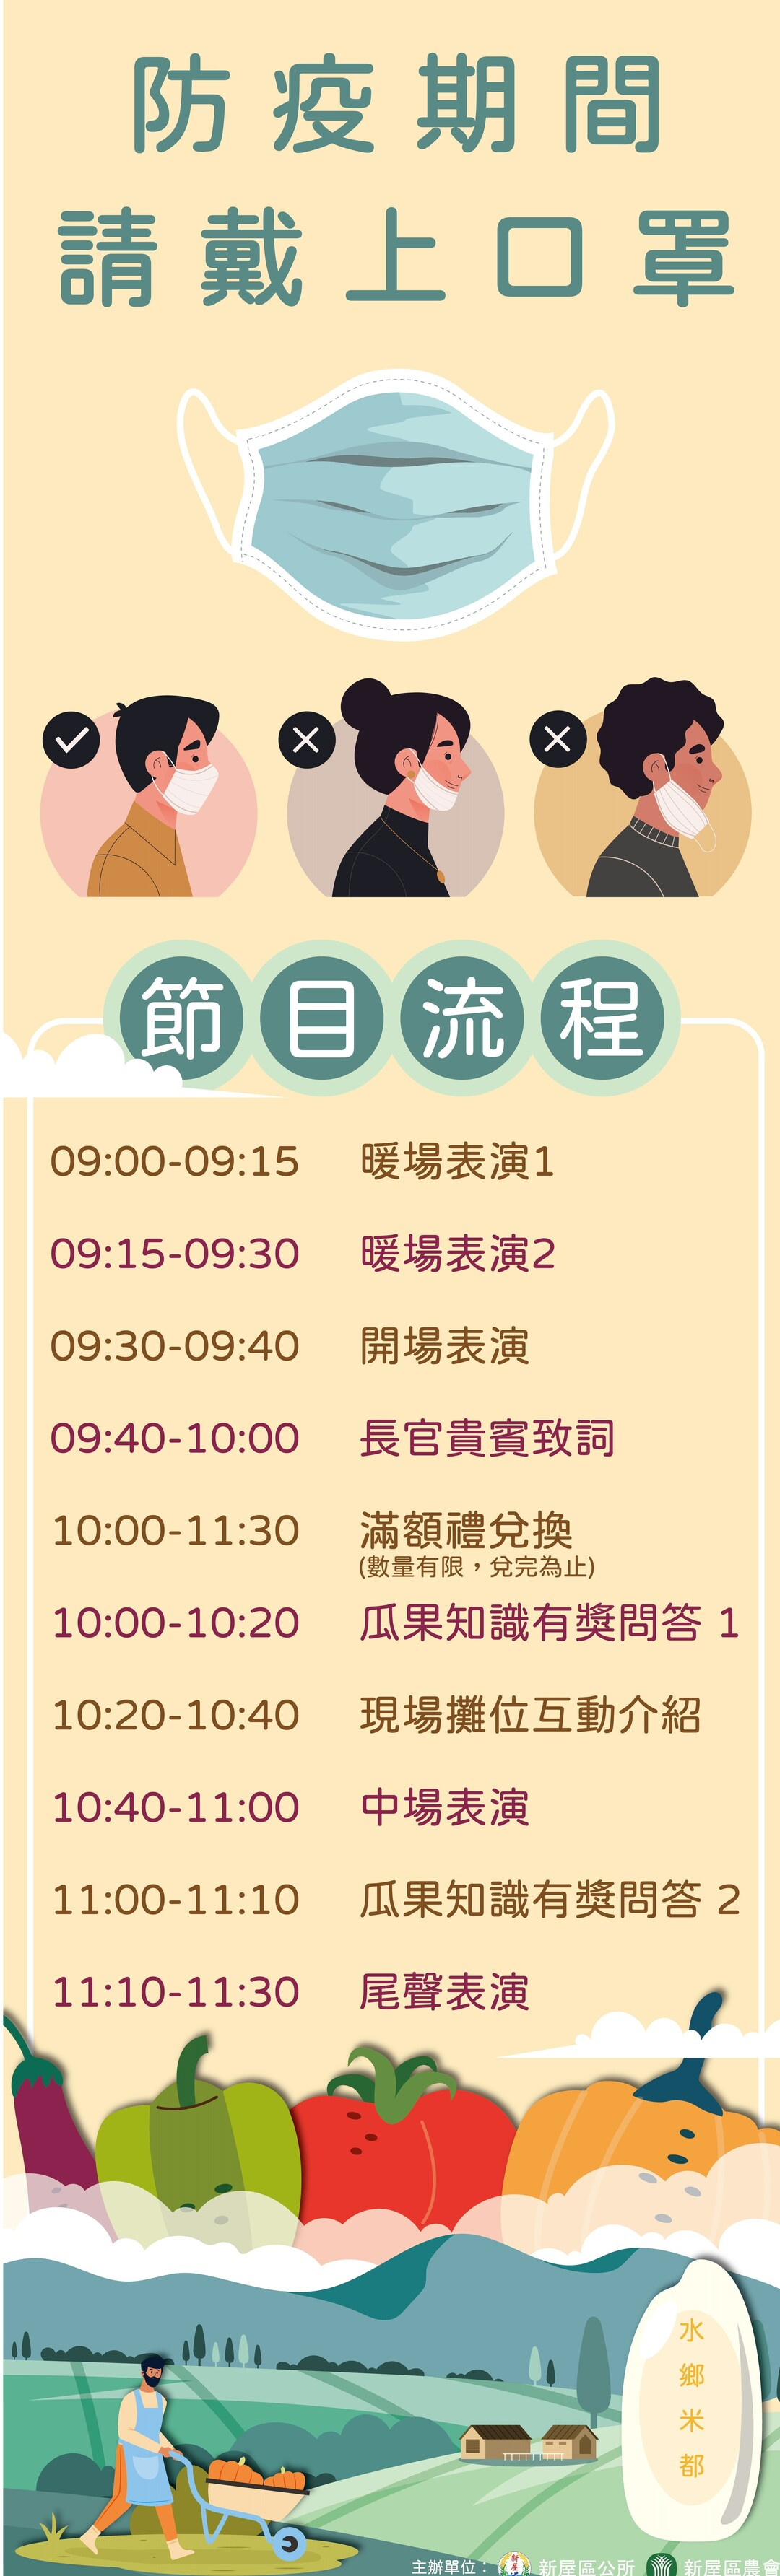 防疫期間
請戴上口罩
節目流程
09:00-09:15 暖場表演1
09:15-09:30 暖場表演2
09:30-09:40 開場表演
09:40-10:00 長官貴賓致詞
10:00-11:30 滿額禮兌換
(數量有限，兌完為止)
10:00-10:20 瓜果知識有獎問答 1
10:20-10:40 現場攤位互動介紹
10:40-11:00 中場表演
11:00-11:10 瓜果知識有獎問答 2
11:10-11:30 尾聲表演
水鄉米都
主辦單位： 新屋區公所 新屋區農會